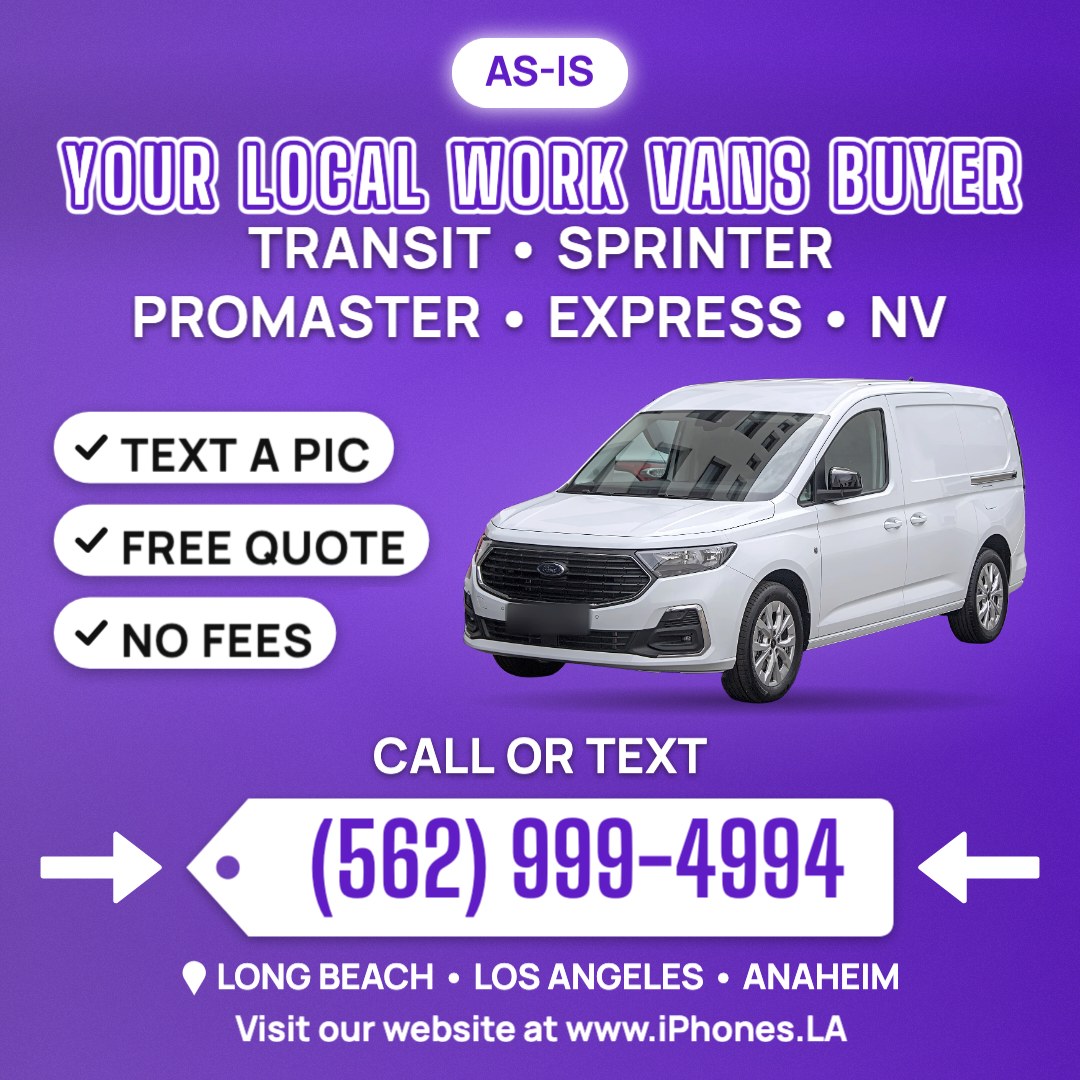 AS-IS
YOUR LOCAL WORK VANS BUYER
TRANSIT • SPRINTER
PROMASTER • EXPRESS • NV
✓ TEXT A PIC
✓ FREE QUOTE
✓ NO FEES
Ford
CALL OR TEXT
(562) 999-4994
LONG BEACH • LOS ANGELES • ANAHEIM
Visit our website at www.iPhones.LA